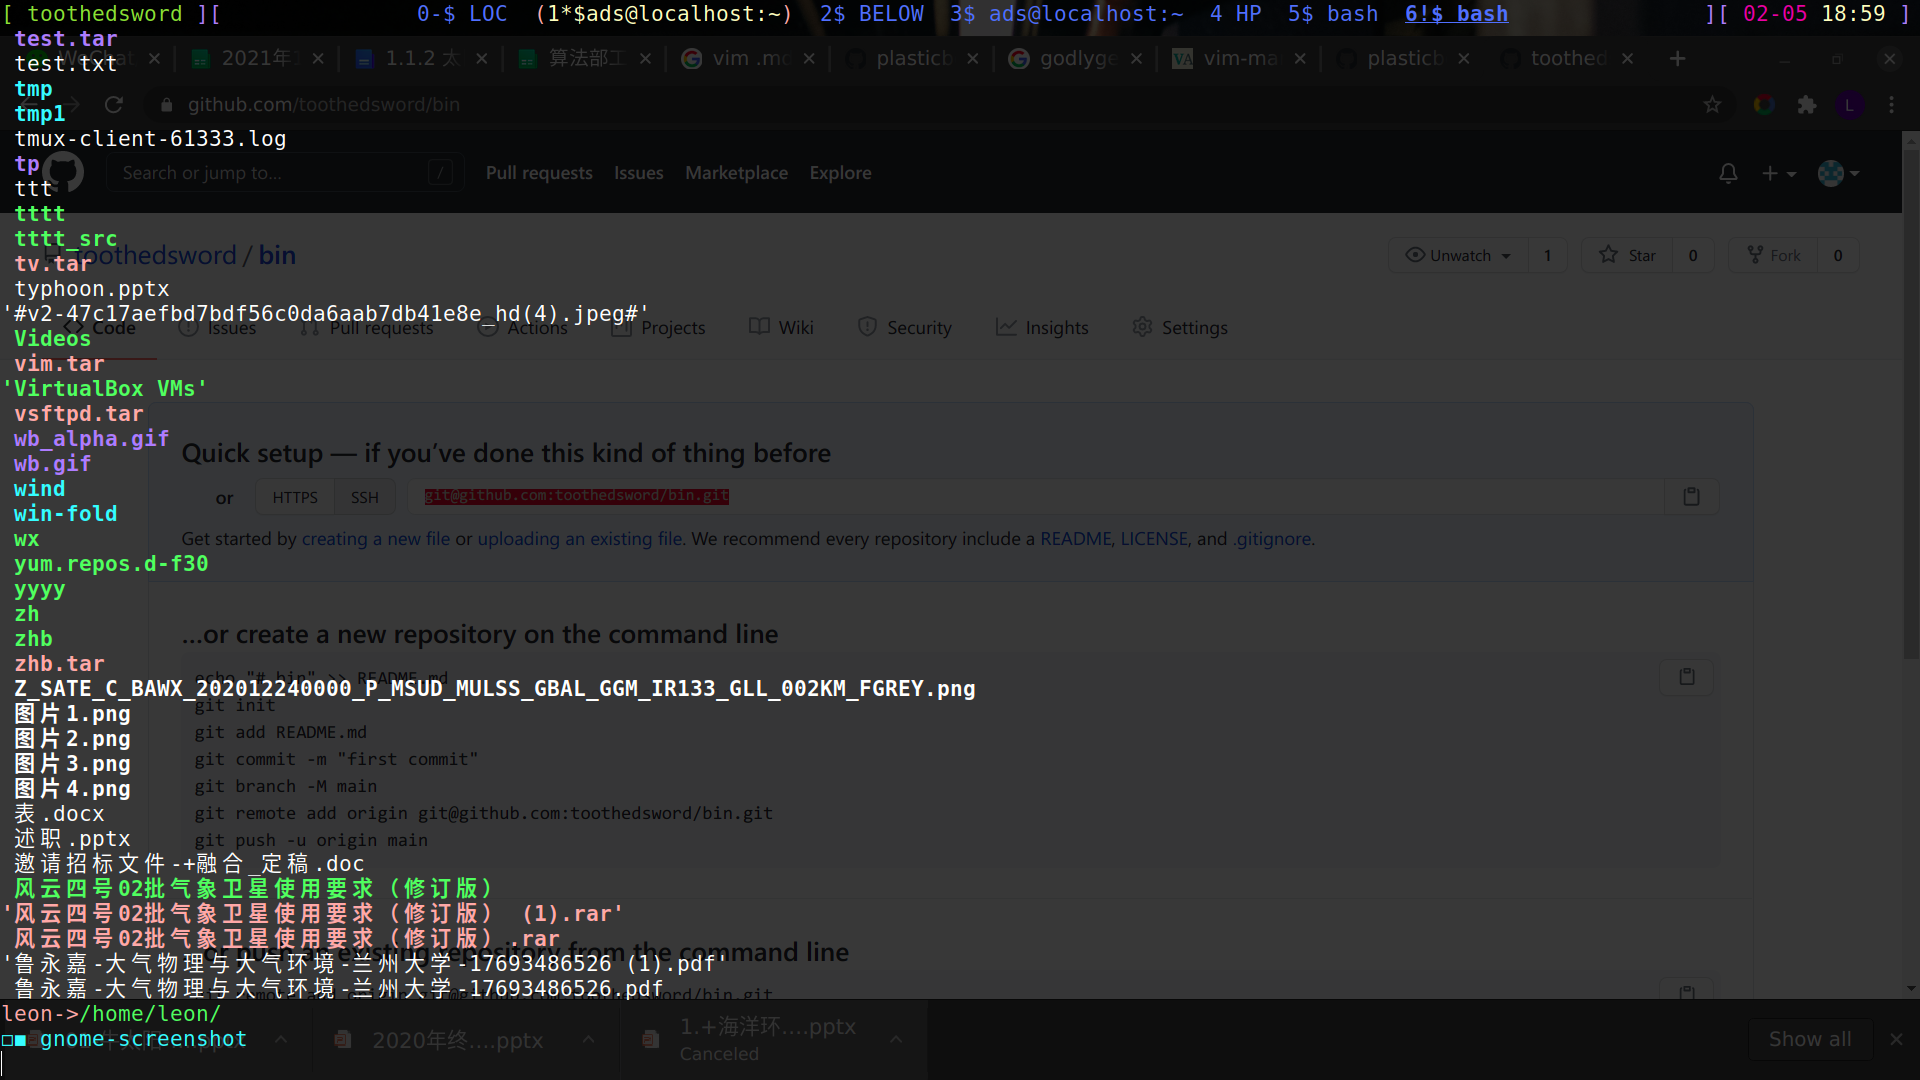 [ toothedsword ][ 0-$ LOC (1*$ads@localhost:~) 2$ BELOW 3$ ads@localhost:~ 4 HP 5$ bash 6!$ bash ][ 02-05 18:59 ]
test.tar
2021年 1.1.2 太 算法部工 vim .md plasticb godlyge vim-ma plasticb toothed
test.txt
tmp
github.com/toothedsword/bin
tmp1
tmux-client-61333.log
tp
Search or jump to... / Pull requests Issues Marketplace Explore
ttt
tttt
tttt_src
toothedsword / bin Unwatch 1 Star 0 Fork 0
tv.tar
typhoon.pptx
'#v2-47c17aefbd7bdf56c0da6aab7db41e8e_hd(4).jpeg#'
Code Issues Pull requests Actions Projects Wiki Security Insights Settings
Videos
vim.tar
'VirtualBox VMs'
vsftpd.tar
wb_alpha.gif
Quick setup — if you’ve done this kind of thing before
wb.gif
wind
or HTTPS SSH git@github.com:toothedsword/bin.git
win-fold
wx
Get started by creating a new file or uploading an existing file. We recommend every repository include a README, LICENSE, and .gitignore.
yum.repos.d-f30
yyyy
zh
zhb
…or create a new repository on the command line
zhb.tar
echo "# bin" >> README.md
Z_SATE_C_BAWX_202012240000_P_MSUD_MULSS_GBAL_GGM_IR133_GLL_002KM_FGREY.png
git init
图片1.png
git add README.md
图片2.png
git commit -m "first commit"
图片3.png
图片4.png
git branch -M main
表.docx
git remote add origin git@github.com:toothedsword/bin.git
述职.pptx
git push -u origin main
邀请招标文件-+融合_定稿.doc
风云四号02批气象卫星使用要求（修订版）
'风云四号02批气象卫星使用要求（修订版） (1).rar'
风云四号02批气象卫星使用要求（修订版）.rar
…or push an existing repository from the command line
'鲁永嘉-大气物理与大气环境-兰州大学-17693486526 (1).pdf'
鲁永嘉-大气物理与大气环境-兰州大学-17693486526.pdf
git remote add origin git@github.com:toothedsword/bin.git
leon->/home/leon/
gnome-screenshot
2020年终....pptx
1.+海洋环....pptx
Canceled
Show all